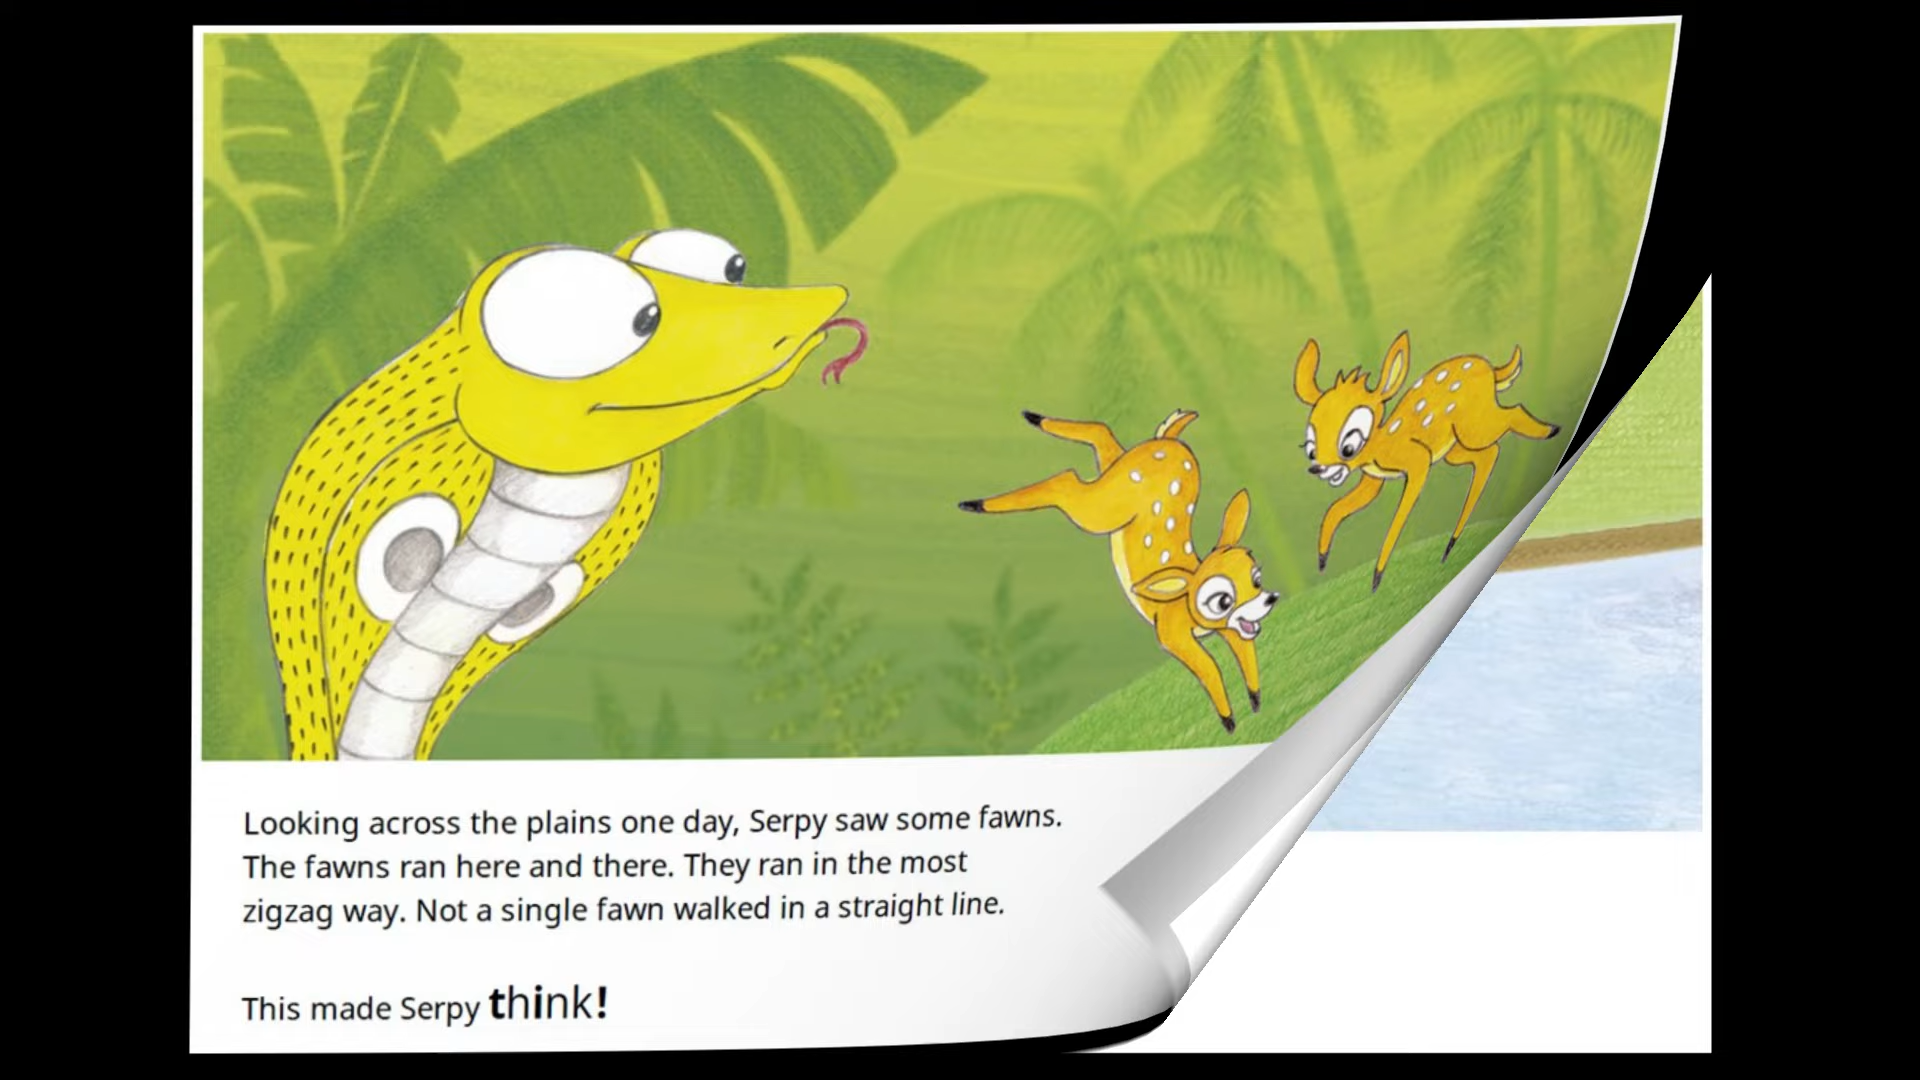 Looking across the plains one day, Serpy saw some fawns.
The fawns ran here and there. They ran in the most
zigzag way. Not a single fawn walked in a straight line.
This made Serpy think!